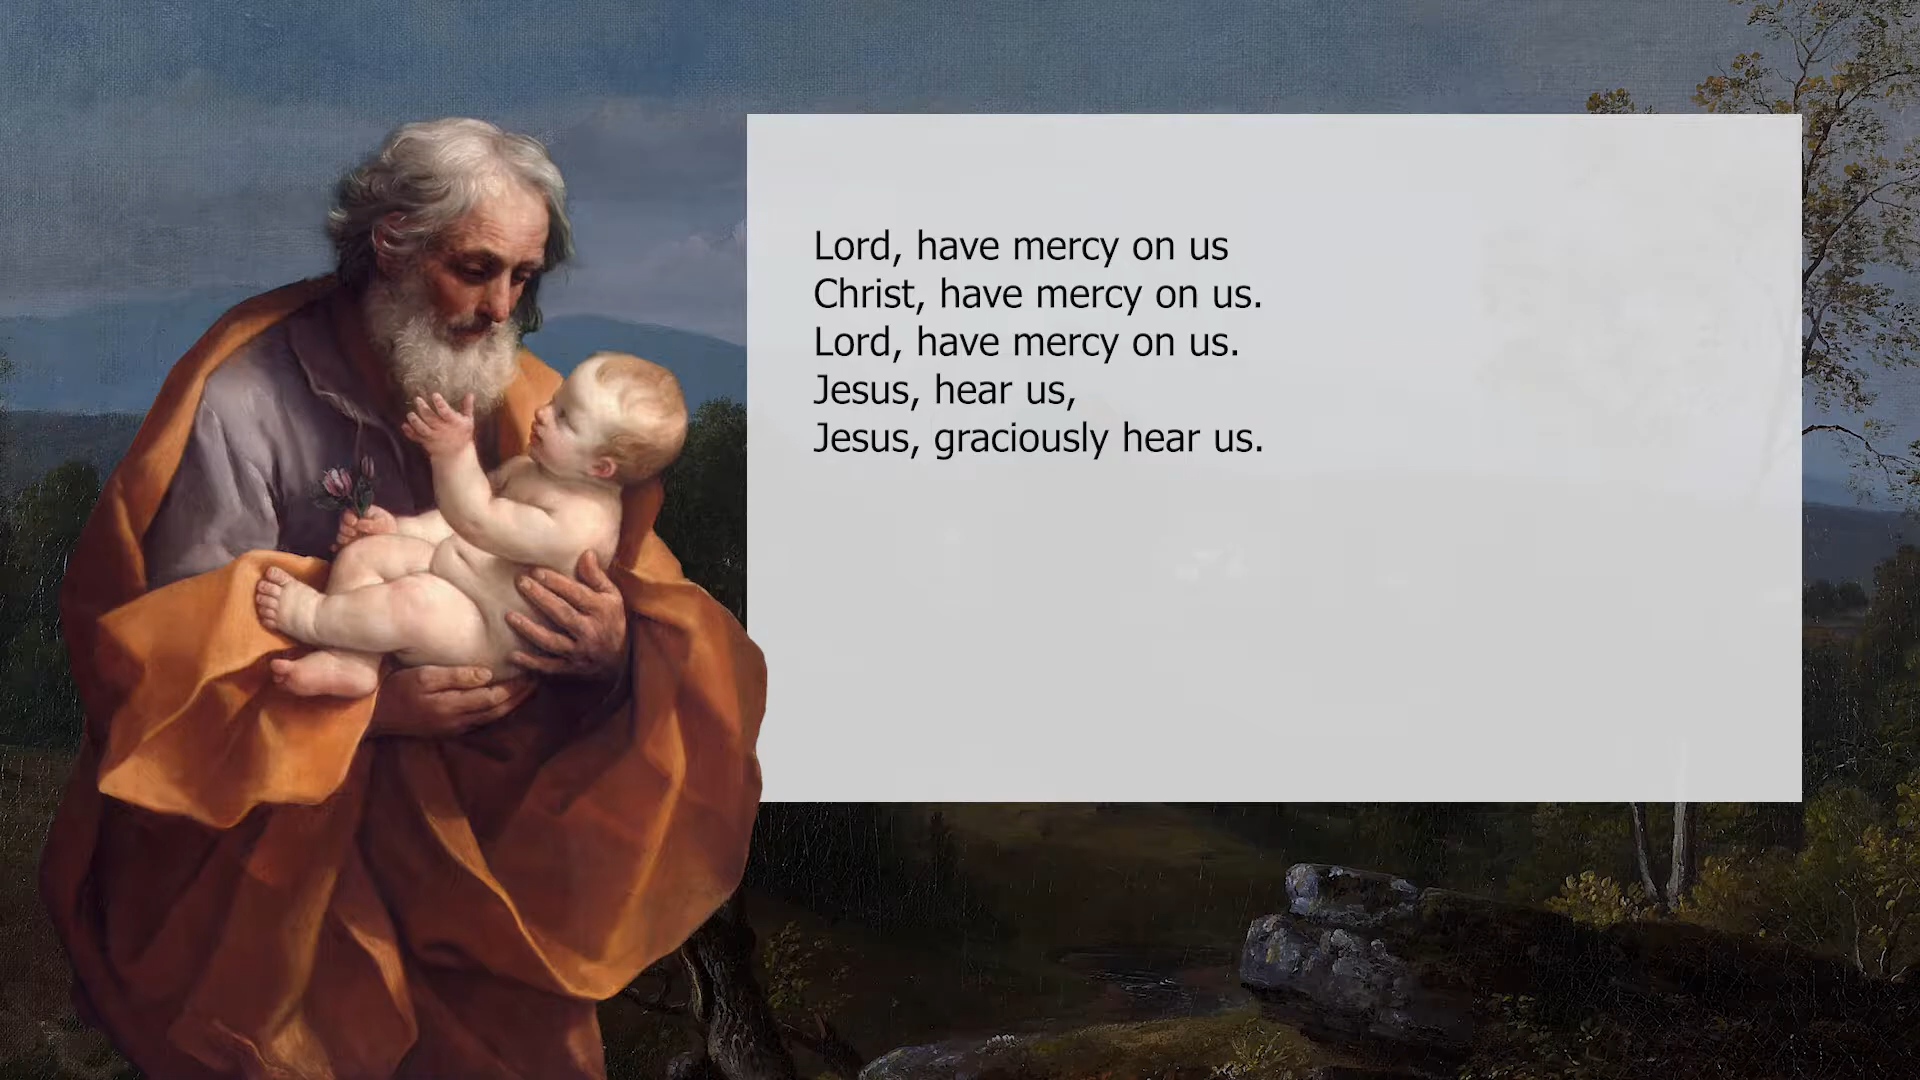 Lord, have mercy on us
Christ, have mercy on us.
Lord, have mercy on us.
Jesus, hear us,
Jesus, graciously hear us.